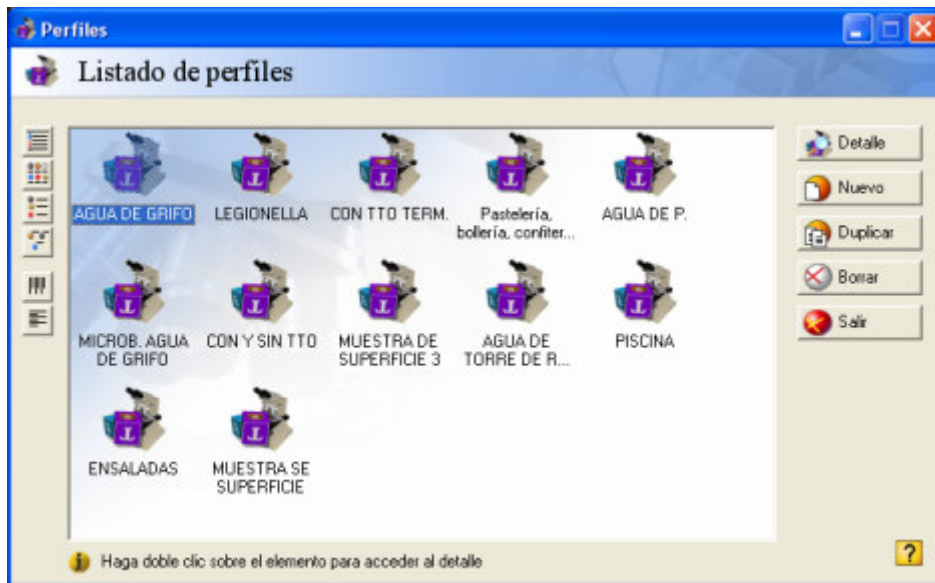 Perfiles
Listado de perfiles
AGUA DE GRIFO
LEGIONELLA
CON TTO TERM.
Pastelería,
bollería, confiter...
AGUA DE P.
MICROB. AGUA
DE GRIFO
CON Y SIN TTO
MUESTRA DE
SUPERFICIE 3
AGUA DE
TORRE DE R...
PISCINA
ENSALADAS
MUESTRA SE
SUPERFICIE
Detalle
Nuevo
Duplicar
Borrar
Salir
Haga doble clic sobre el elemento para acceder al detalle
?